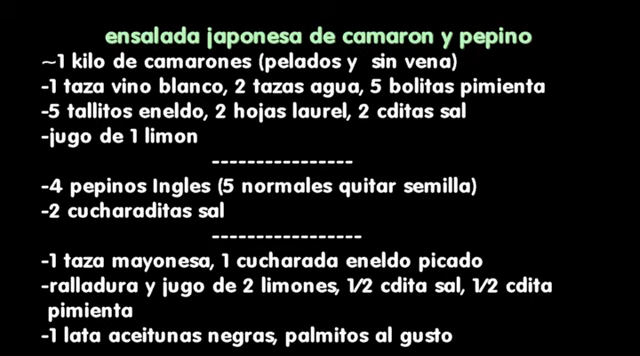 ensalada japonesa de camaron y pepino
~1 kilo de camarones (pelados y sin vena)
-1 taza vino blanco, 2 tazas agua, 5 bolitas pimienta
-5 tallitos eneldo, 2 hojas laurel, 2 cditas sal
-jugo de 1 limon
----------------
-4 pepinos Ingles (5 normales quitar semilla)
-2 cucharaditas sal
-----------------
-1 taza mayonesa, 1 cucharada eneldo picado
-ralladura y jugo de 2 limones, 1/2 cdita sal, 1/2 cdita
pimienta
-1 lata aceitunas negras, palmitos al gusto